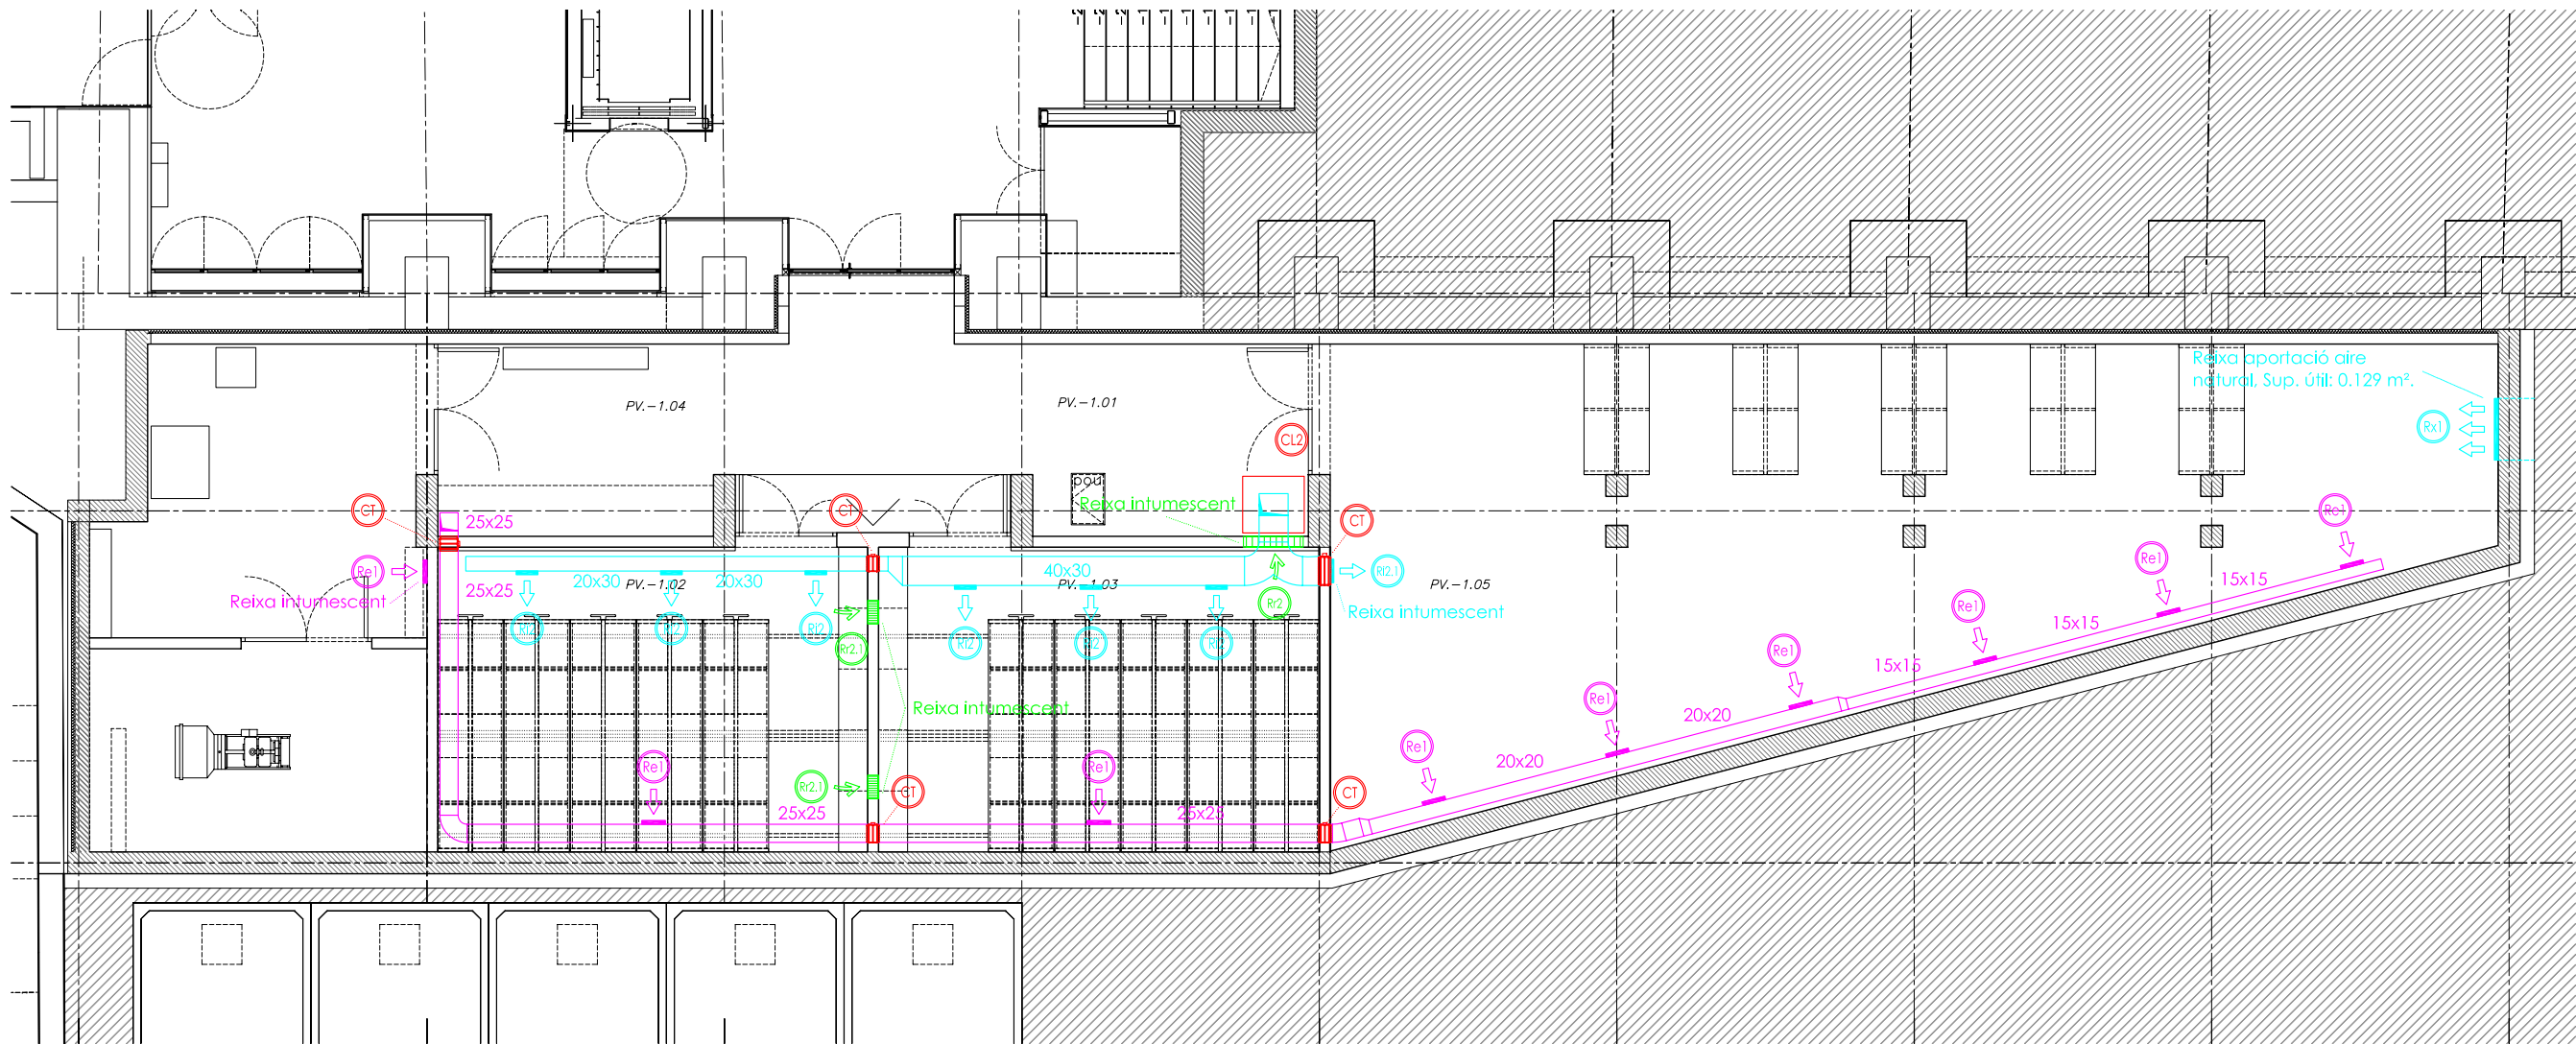 Reixa aportació aire
natural. Sup. útil: 0.129 m².
PV.-1.04
PV.-1.01
Rx1
CL2
pou
Reixa intumescent
CT
25x25
CT
CT
Re1
Re1
20x30
PV.-1.02
20x30
40x30
PV.-1.03
Ri2.1
PV.-1.05
Re1
15x15
25x25
Reixa intumescent
Rr2
Reixa intumescent
Re1
15x15
Ri2
Ri2
Ri2
Ri2
Ri2
Ri2
Rr2.1
Re1
15x15
Re1
Reixa intumescent
20x20
Re1
Re1
Re1
20x20
Rr2.1
CT
CT
25x25
25x25